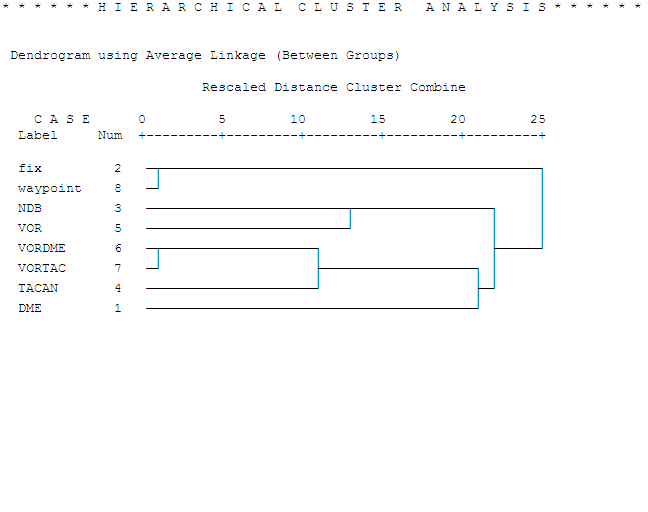 * * * * * * H I E R A R C H I C A L  C L U S T E R   A N A L Y S I S * * * * * *
Dendrogram using Average Linkage (Between Groups)
Rescaled Distance Cluster Combine
C A S E      0         5        10        15        20        25
Label     Num  +---------+---------+---------+---------+---------+
fix         2
waypoint    8
NDB         3
VOR         5
VORDME      6
VORTAC      7
TACAN       4
DME         1